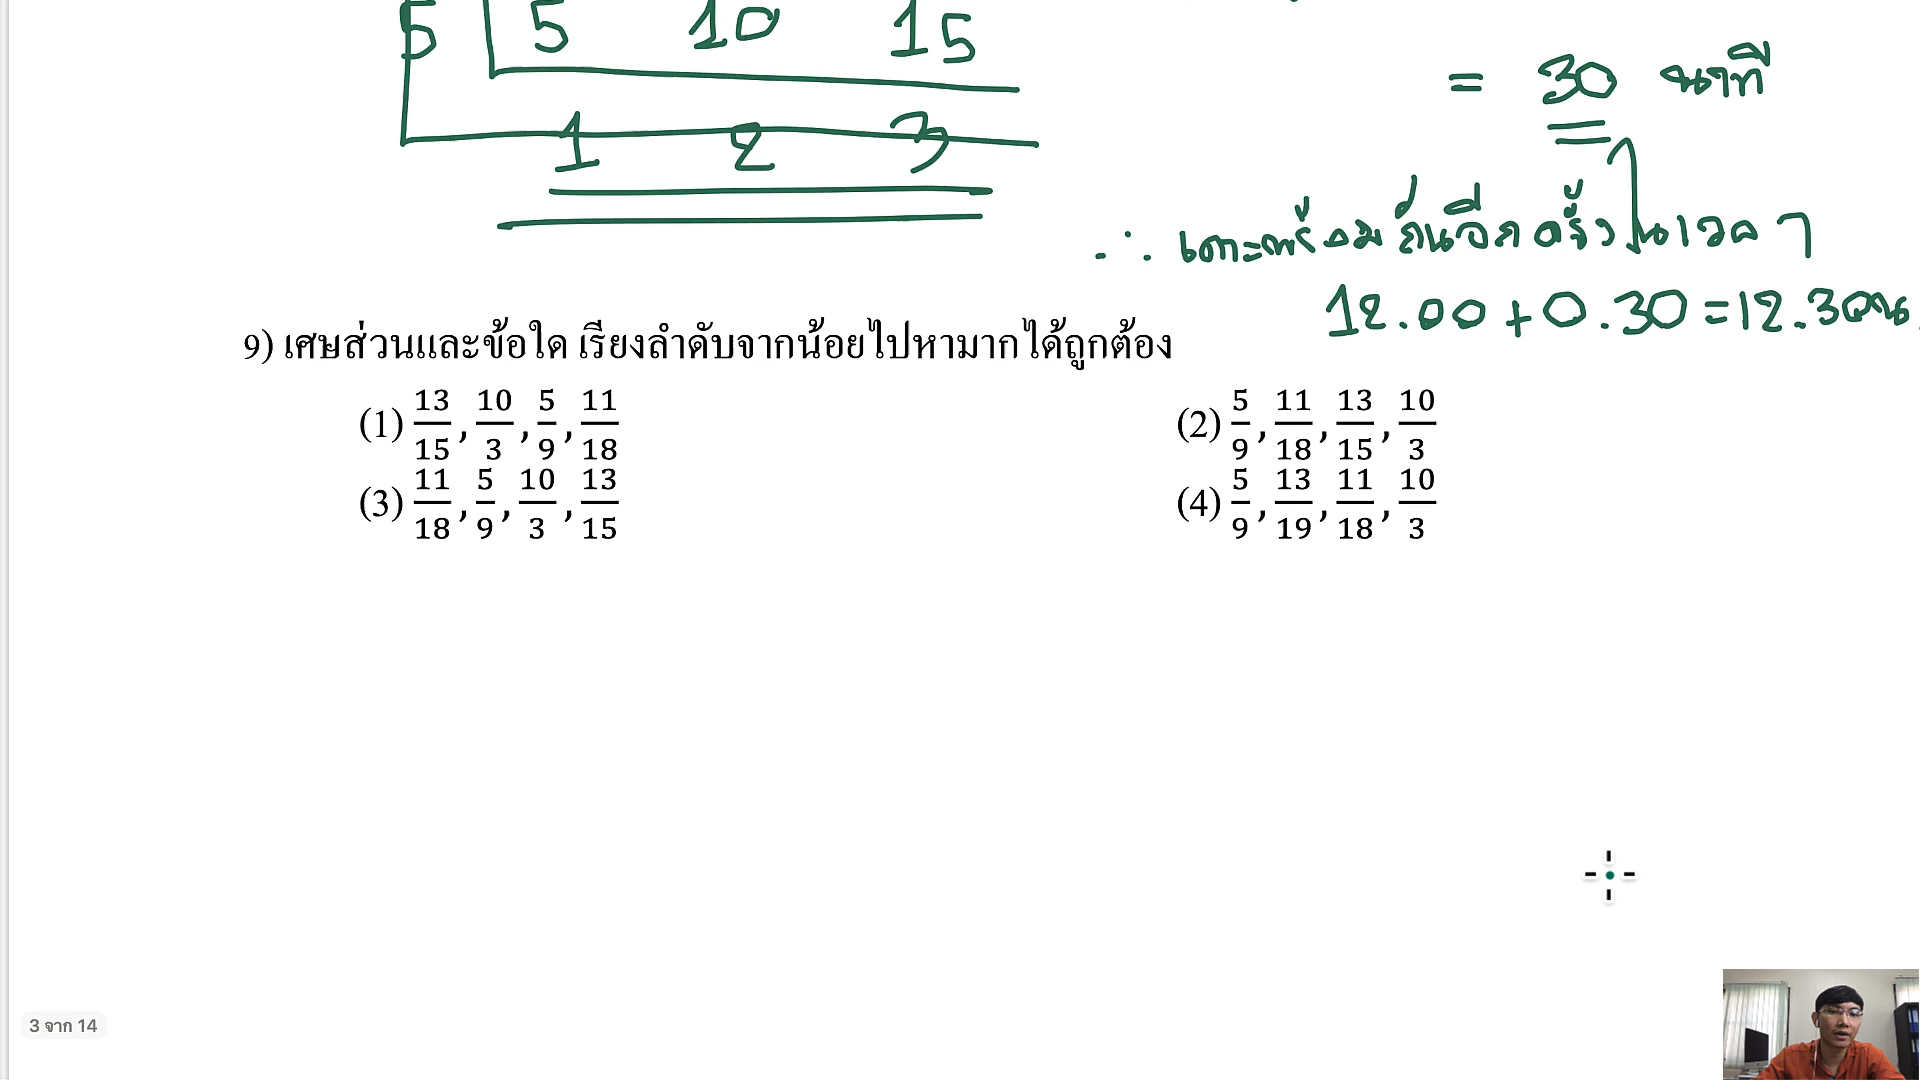 5 5 10 15
= 30 นาที
1 2 3
∴ เคาะพร้อมกันอีกครั้งในเวลา
12.00 + 0.30 = 12.30 น.
9) เศษส่วนและข้อใด เรียงลำดับจากน้อยไปหามากได้ถูกต้อง
(1) 13/15, 10/3, 5/9, 11/18 (2) 5/9, 11/18, 13/15, 10/3
(3) 11/18, 5/9, 10/3, 13/15 (4) 5/9, 13/19, 11/18, 10/3
3 จาก 14